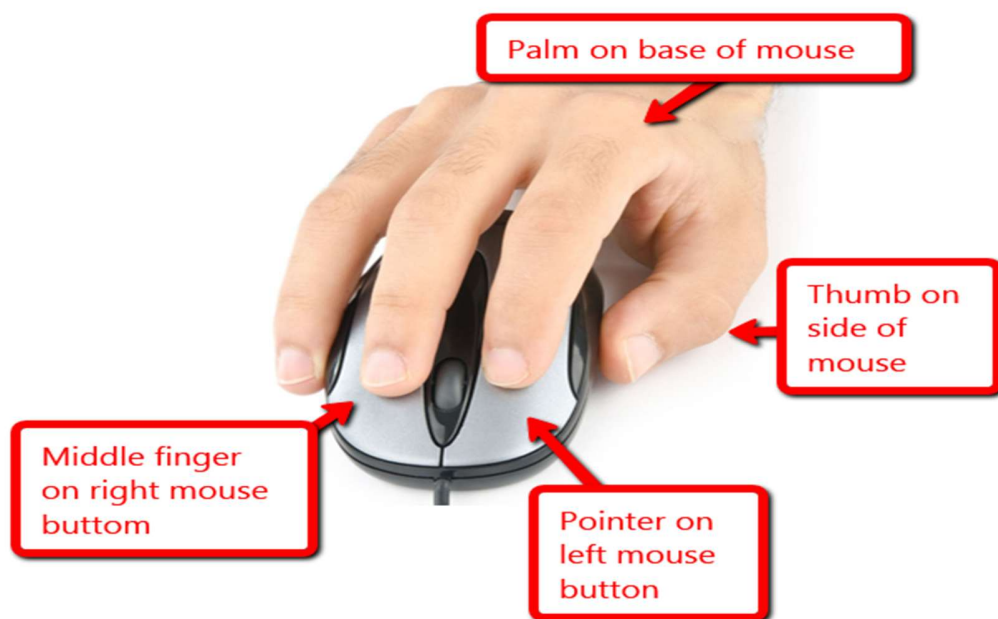 Palm on base of mouse
Thumb on
side of
mouse
Middle finger
on right mouse
buttom
Pointer on
left mouse
button